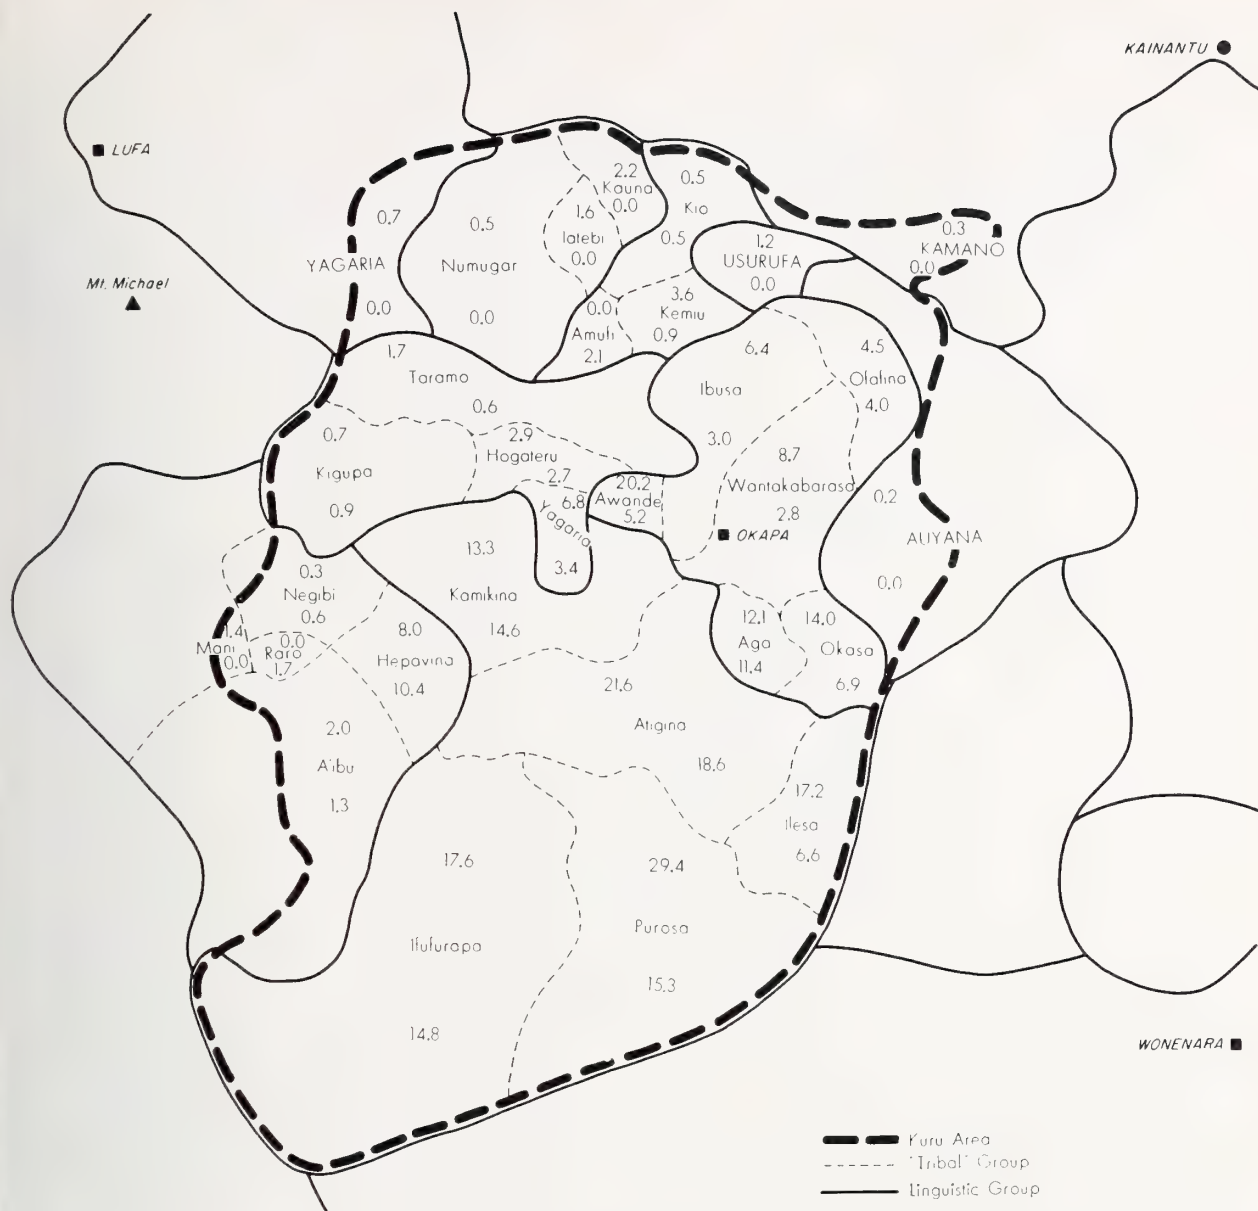 KAINANTU
LUFA
2.2
Kauna
0.0
0.5
Kio
0.5
0.7
YAGARIA
0.0
0.5
Numugar
0.0
1.6
Iatebi
0.0
1.2
USURUFA
0.0
0.3
KAMANO
0.0
Mt. Michael
0.0
Amufi
2.1
3.6
Kemiu
0.9
1.7
Taramo
0.6
6.4
Ibusa
3.0
4.5
Ofafina
4.0
0.7
Kigupa
0.9
2.9
Hogateru
2.7
8.7
Wantakabarasa
2.8
20.2
Awande
5.2
6.8
Yagaria
3.4
OKAPA
0.2
AUYANA
0.0
13.3
Kamikina
14.6
0.3
Negibi
0.6
8.0
Hepavina
10.4
1.4
Mani
0.0
0.0
Raro
1.7
12.1
Aga
11.4
14.0
Okasa
6.9
21.6
Atigina
18.6
2.0
Aibu
1.3
17.2
Ilesa
6.6
17.6
Ifufurapa
14.8
29.4
Purosa
15.3
WONENARA
Kuru Area
"Tribal" Group
Linguistic Group